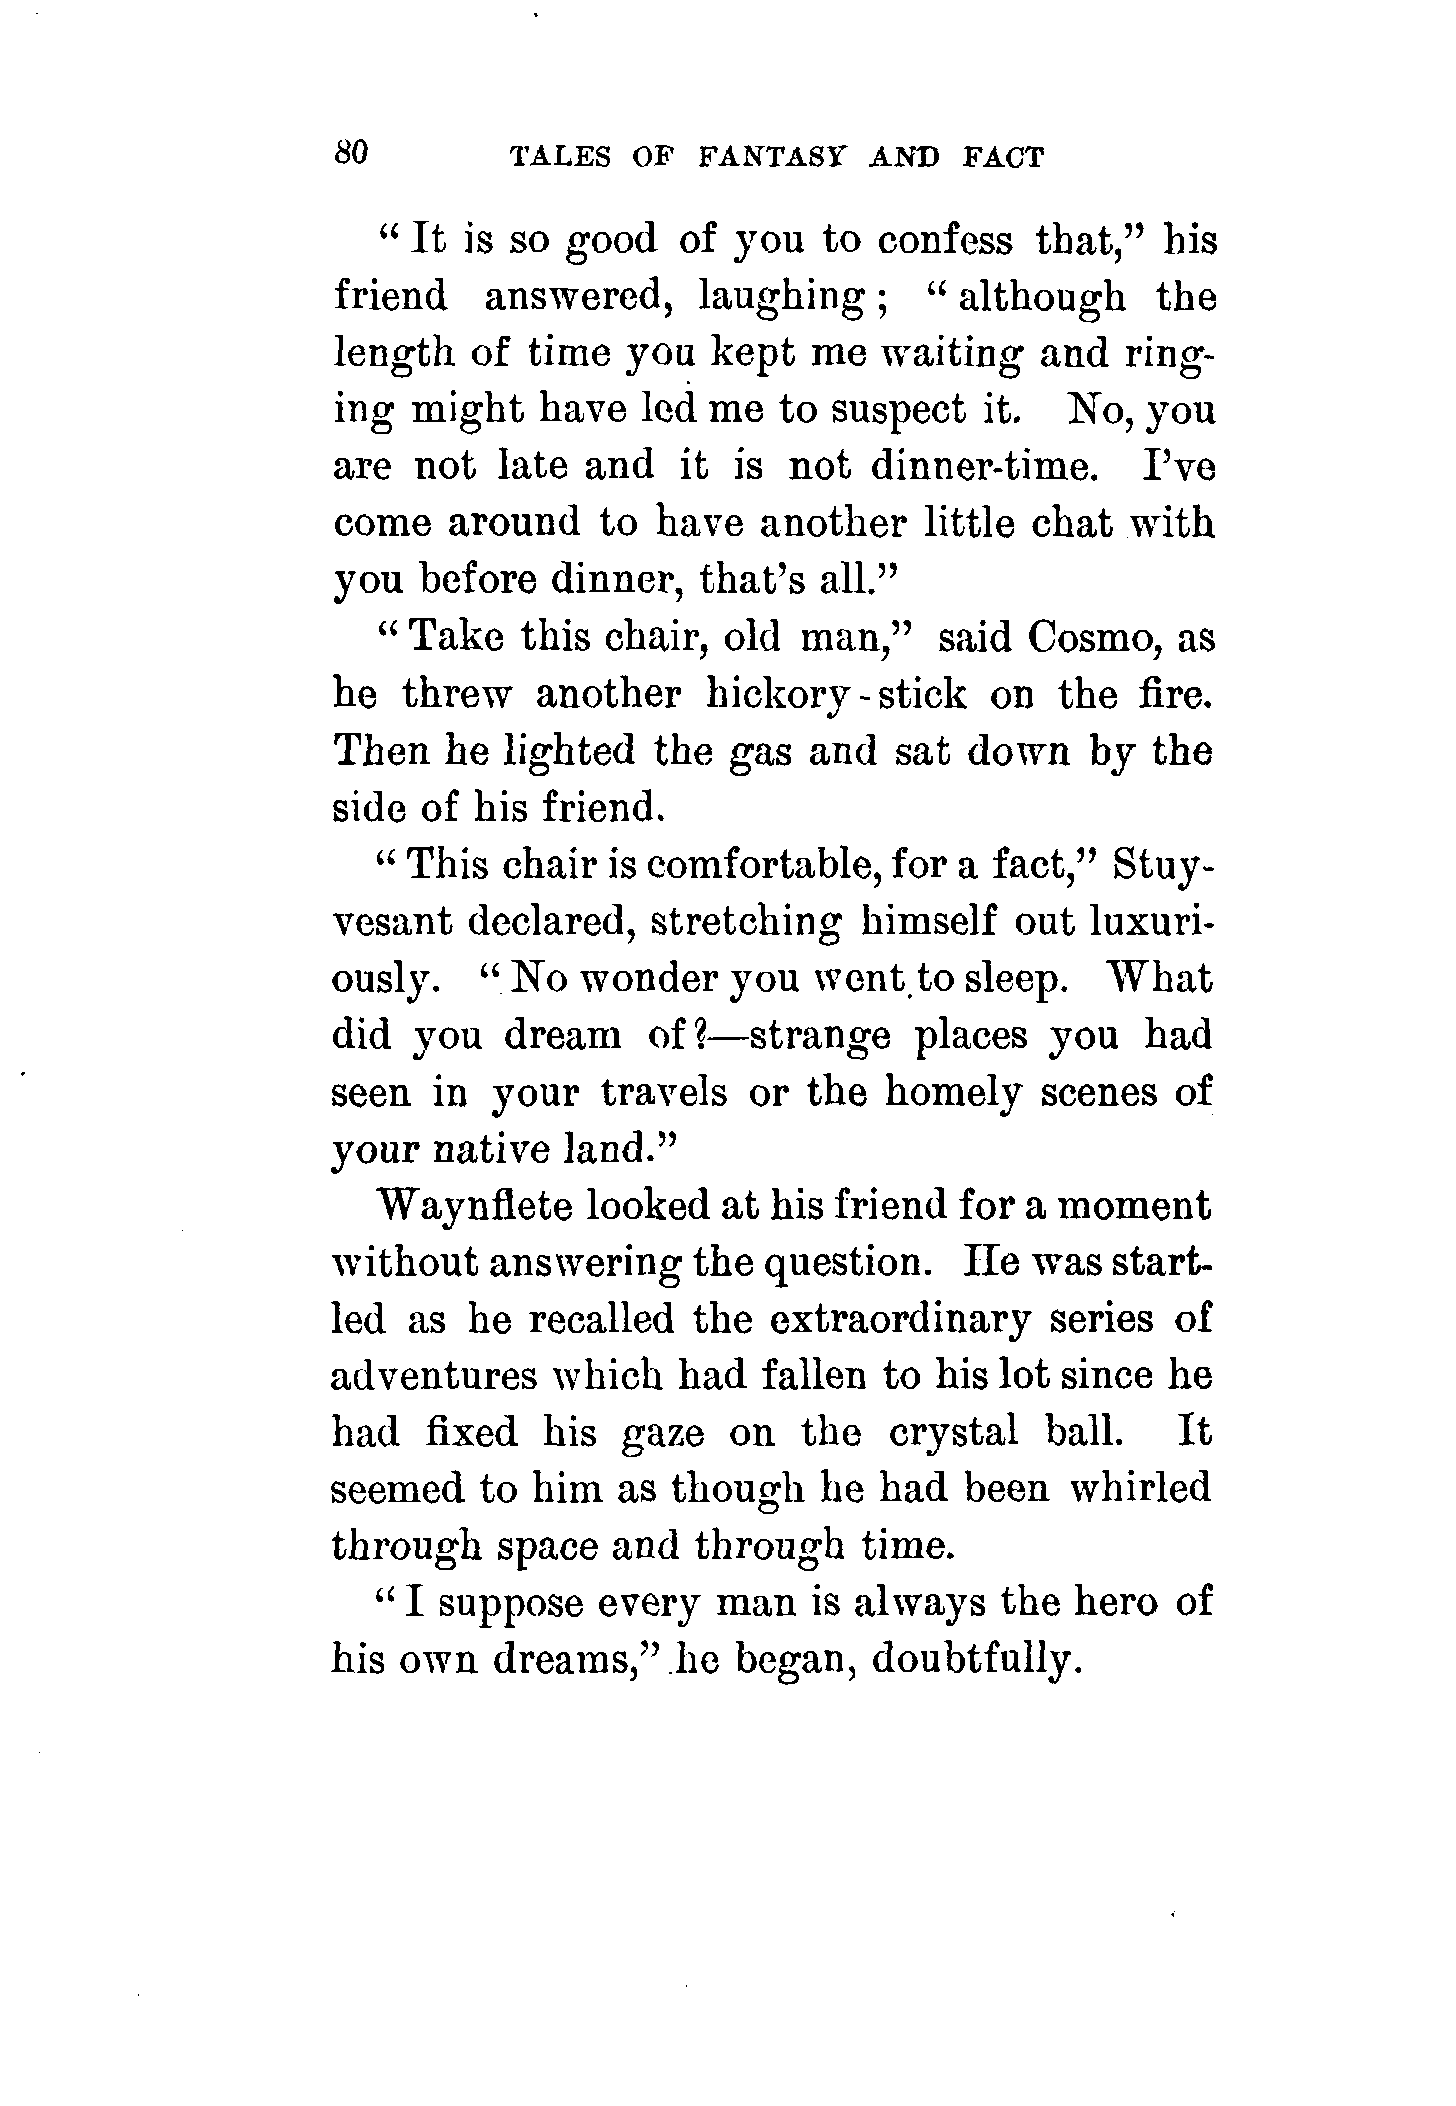 80 TALES OF FANTASY AND FACT
“ It is so good of you to confess that,” his
friend answered, laughing ; “ although the
length of time you kept me waiting and ring-
ing might have led me to suspect it. No, you
are not late and it is not dinner-time. I’ve
come around to have another little chat with
you before dinner, that’s all.”
“ Take this chair, old man,” said Cosmo, as
he threw another hickory-stick on the fire.
Then he lighted the gas and sat down by the
side of his friend.
“ This chair is comfortable, for a fact,” Stuy-
vesant declared, stretching himself out luxuri-
ously. “ No wonder you went to sleep. What
did you dream of ?—strange places you had
seen in your travels or the homely scenes of
your native land.”
Waynflete looked at his friend for a moment
without answering the question. He was start-
led as he recalled the extraordinary series of
adventures which had fallen to his lot since he
had fixed his gaze on the crystal ball. It
seemed to him as though he had been whirled
through space and through time.
“ I suppose every man is always the hero of
his own dreams,” he began, doubtfully.